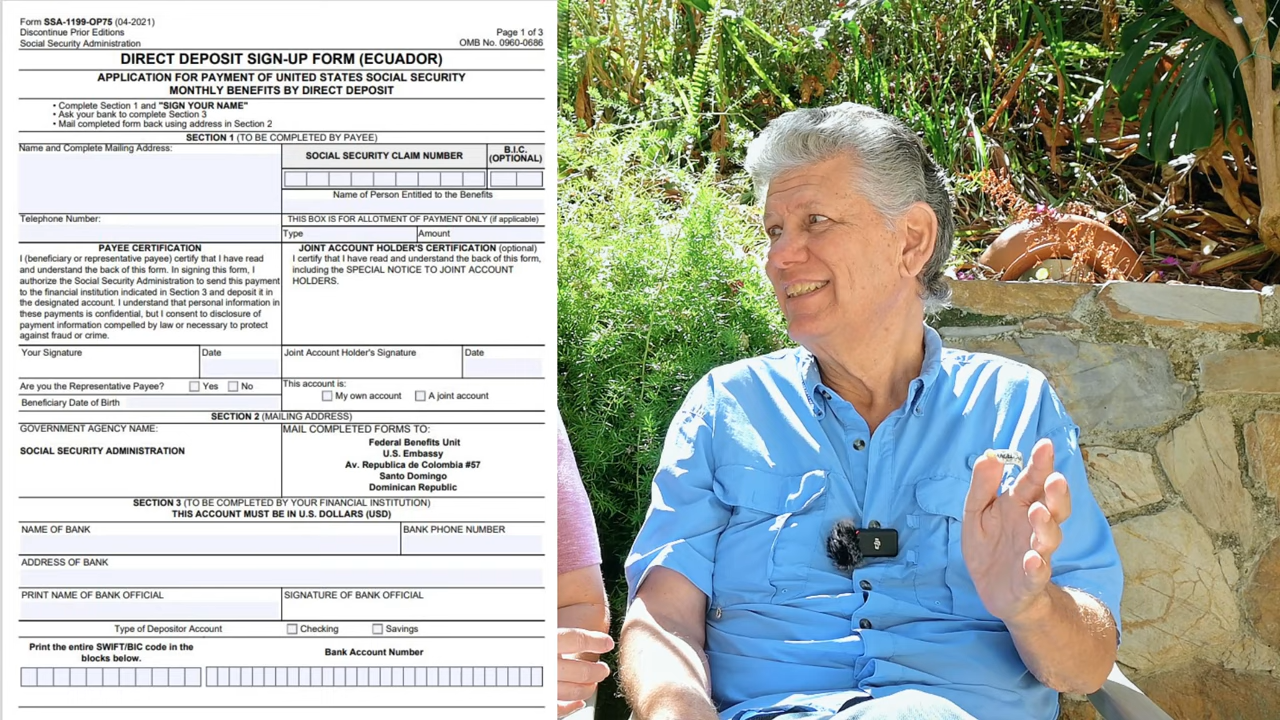 Form SSA-1199-OP75 (04-2021)
Discontinue Prior Editions
Social Security Administration
Page 1 of 3
OMB No. 0960-0686
DIRECT DEPOSIT SIGN-UP FORM (ECUADOR)
APPLICATION FOR PAYMENT OF UNITED STATES SOCIAL SECURITY
MONTHLY BENEFITS BY DIRECT DEPOSIT
• Complete Section 1 and "SIGN YOUR NAME"
• Ask your bank to complete Section 3
• Mail completed form back using address in Section 2
SECTION 1 (TO BE COMPLETED BY PAYEE)
Name and Complete Mailing Address:
SOCIAL SECURITY CLAIM NUMBER
B.I.C.
(OPTIONAL)
Name of Person Entitled to the Benefits
Telephone Number:
THIS BOX IS FOR ALLOTMENT OF PAYMENT ONLY (if applicable)
Type
Amount
PAYEE CERTIFICATION
I (beneficiary or representative payee) certify that I have read
and understand the back of this form. In signing this form, I
authorize the Social Security Administration to send this payment
to the financial institution indicated in Section 3 and deposit it in
the designated account. I understand that personal information in
these payments is confidential, but I consent to disclosure of
payment information compelled by law or necessary to protect
against fraud or crime.
JOINT ACCOUNT HOLDER'S CERTIFICATION (optional)
I certify that I have read and understand the back of this form,
including the SPECIAL NOTICE TO JOINT ACCOUNT
HOLDERS.
Your Signature
Date
Joint Account Holder's Signature
Date
Are you the Representative Payee? Yes No
Beneficiary Date of Birth
This account is:
My own account A joint account
SECTION 2 (MAILING ADDRESS)
GOVERNMENT AGENCY NAME:
SOCIAL SECURITY ADMINISTRATION
MAIL COMPLETED FORMS TO:
Federal Benefits Unit
U.S. Embassy
Av. Republica de Colombia #57
Santo Domingo
Dominican Republic
SECTION 3 (TO BE COMPLETED BY YOUR FINANCIAL INSTITUTION)
THIS ACCOUNT MUST BE IN U.S. DOLLARS (USD)
NAME OF BANK
BANK PHONE NUMBER
ADDRESS OF BANK
PRINT NAME OF BANK OFFICIAL
SIGNATURE OF BANK OFFICIAL
Type of Depositor Account Checking Savings
Print the entire SWIFT/BIC code in the
blocks below.
Bank Account Number
dji